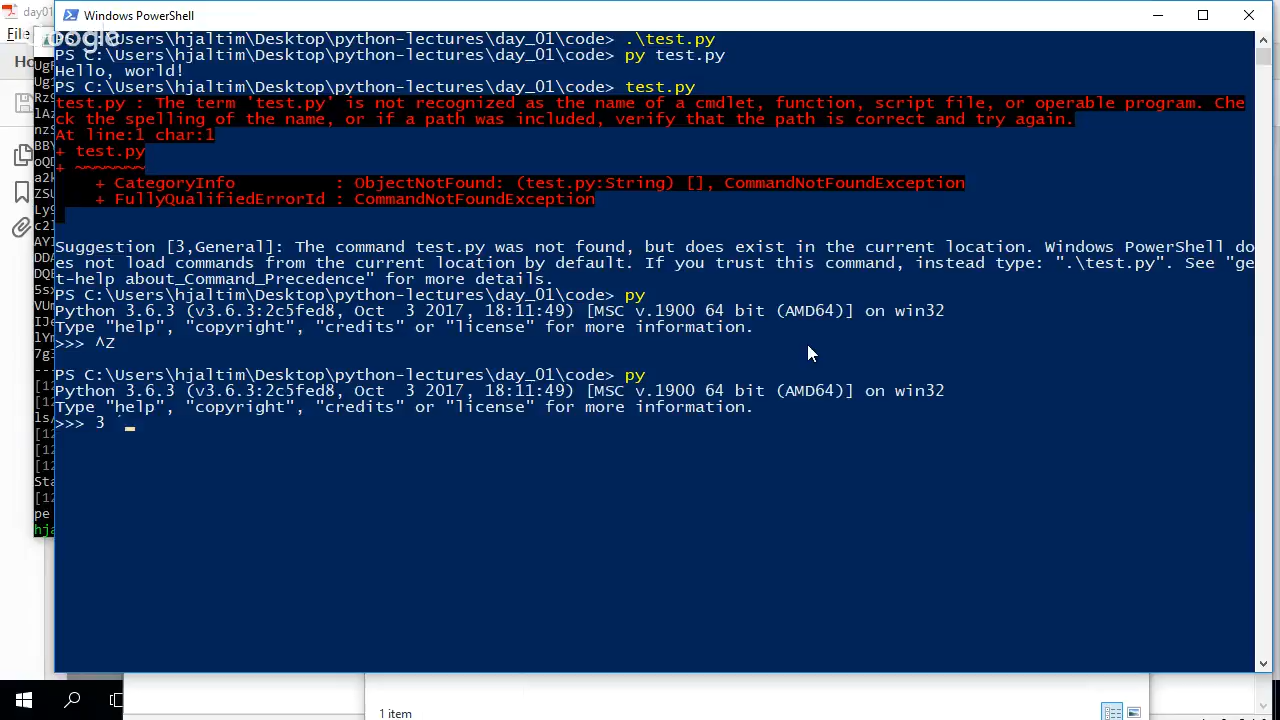 day01
Windows PowerShell
PS C:\Users\hjaltim\Desktop\python-lectures\day_01\code> .\test.py
PS C:\Users\hjaltim\Desktop\python-lectures\day_01\code> py test.py
Hello, world!
PS C:\Users\hjaltim\Desktop\python-lectures\day_01\code> test.py
test.py : The term 'test.py' is not recognized as the name of a cmdlet, function, script file, or operable program. Che
ck the spelling of the name, or if a path was included, verify that the path is correct and try again.
At line:1 char:1
+ test.py
+ ~~~~~~~
+ CategoryInfo : ObjectNotFound: (test.py:String) [], CommandNotFoundException
+ FullyQualifiedErrorId : CommandNotFoundException
Suggestion [3,General]: The command test.py was not found, but does exist in the current location. Windows PowerShell do
es not load commands from the current location by default. If you trust this command, instead type: ".\test.py". See "ge
t-help about_Command_Precedence" for more details.
PS C:\Users\hjaltim\Desktop\python-lectures\day_01\code> py
Python 3.6.3 (v3.6.3:2c5fed8, Oct  3 2017, 18:11:49) [MSC v.1900 64 bit (AMD64)] on win32
Type "help", "copyright", "credits" or "license" for more information.
>>> ^Z
PS C:\Users\hjaltim\Desktop\python-lectures\day_01\code> py
Python 3.6.3 (v3.6.3:2c5fed8, Oct  3 2017, 18:11:49) [MSC v.1900 64 bit (AMD64)] on win32
Type "help", "copyright", "credits" or "license" for more information.
>>> 3
1 item